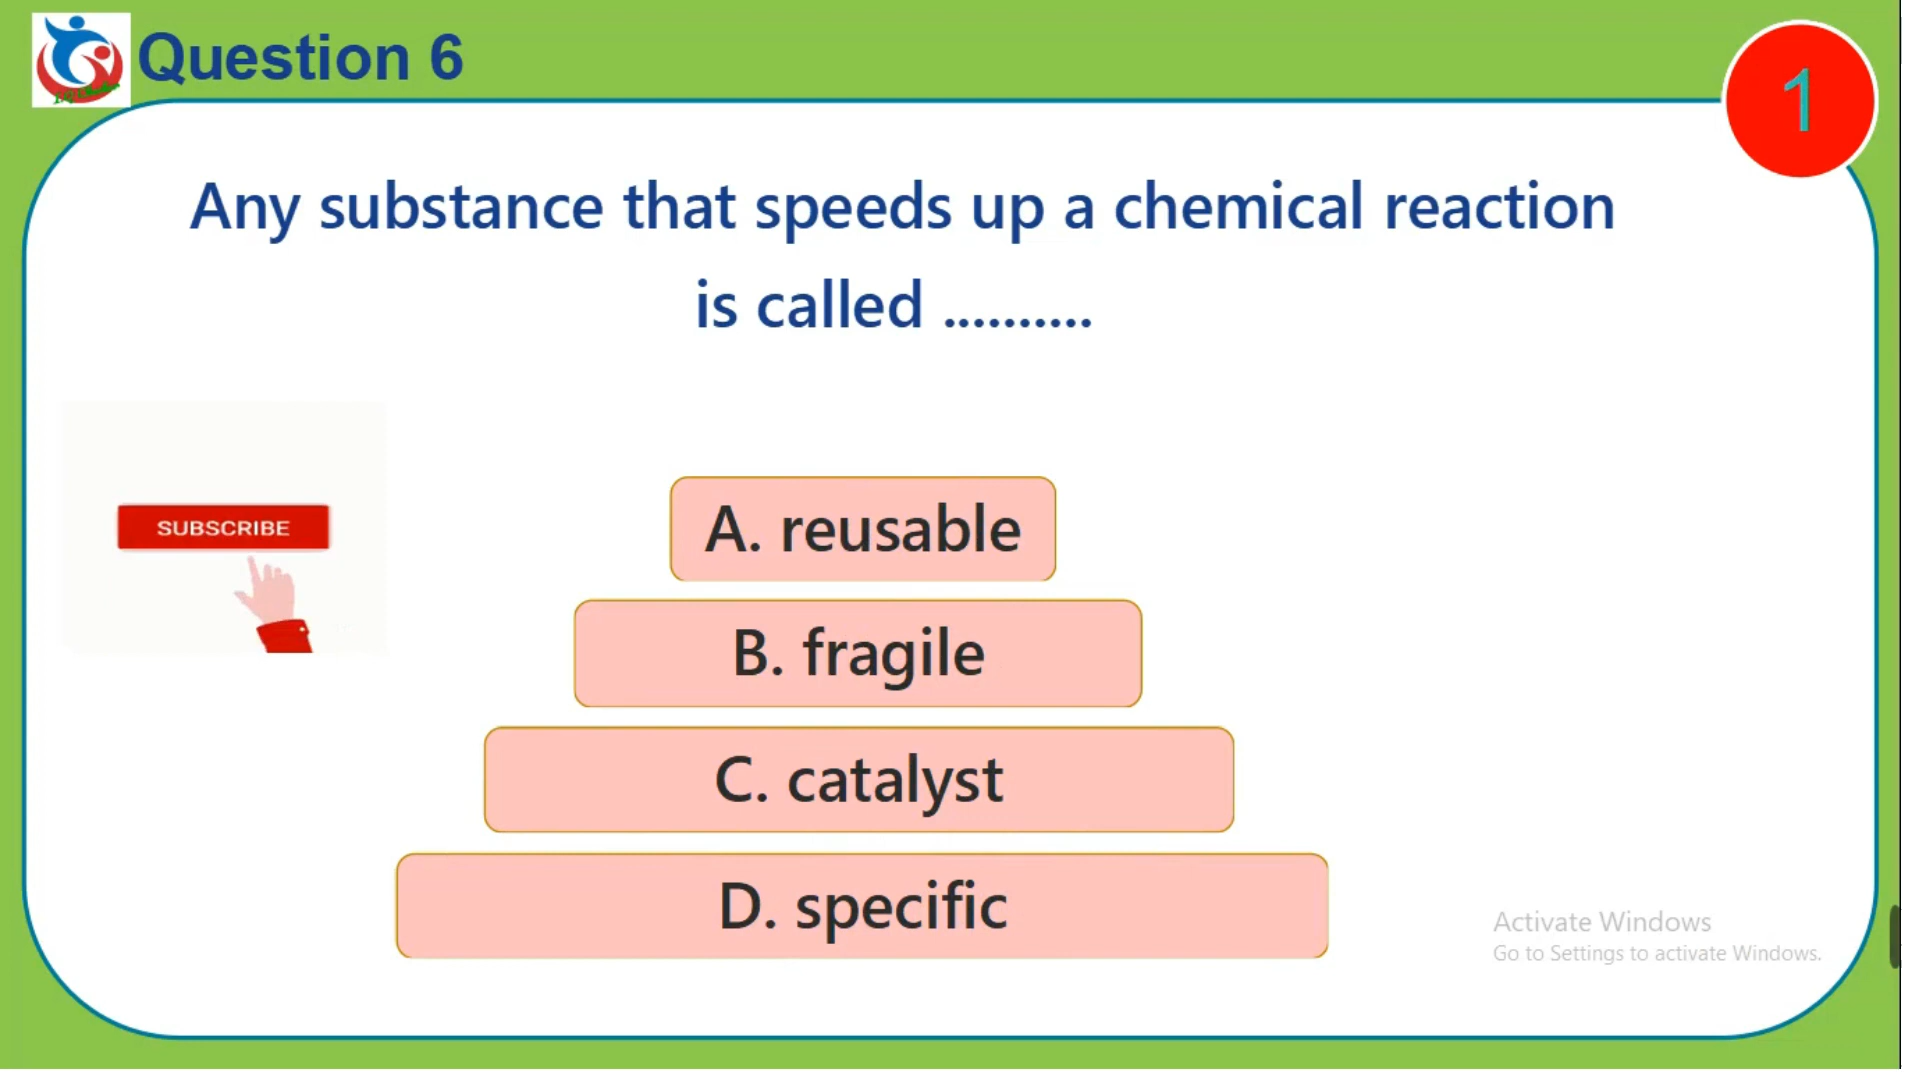 Question 6
1
Any substance that speeds up a chemical reaction
is called ..........
SUBSCRIBE
A. reusable
B. fragile
C. catalyst
D. specific
Activate Windows
Go to Settings to activate Windows.